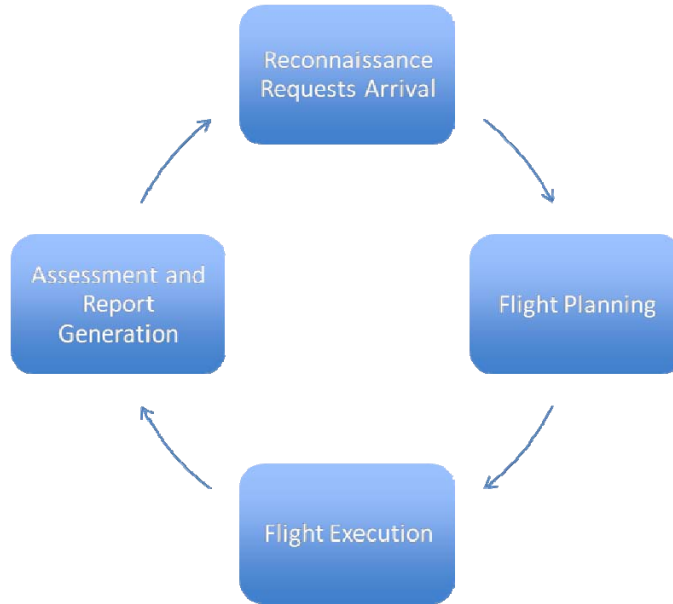 Reconnaissance
Requests Arrival
Flight Planning
Flight Execution
Assessment and
Report
Generation